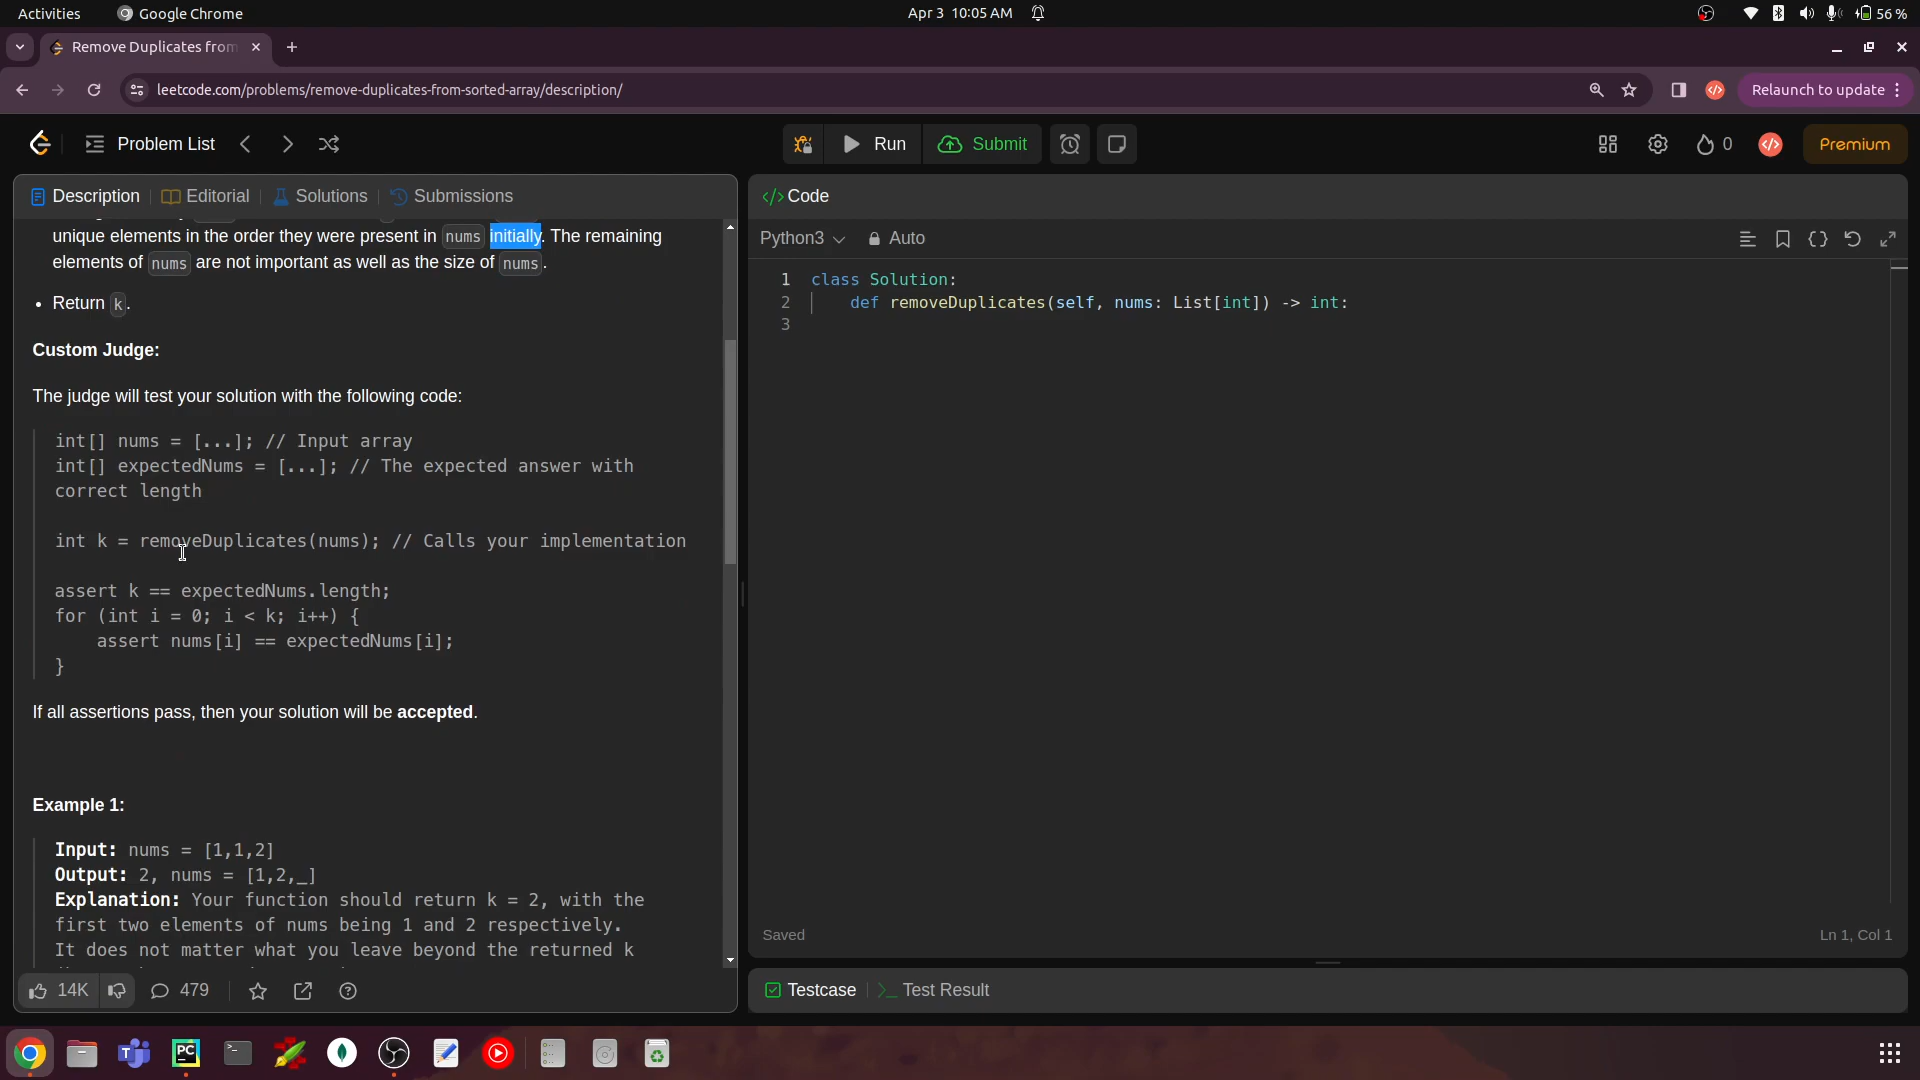 Activities
Google Chrome
Apr 3 10:05 AM
56 %
Remove Duplicates from
leetcode.com/problems/remove-duplicates-from-sorted-array/description/
Relaunch to update
Problem List
Run
Submit
0
Premium
Description
Editorial
Solutions
Submissions
unique elements in the order they were present in nums initially. The remaining
elements of nums are not important as well as the size of nums.
• Return k.
Custom Judge:
The judge will test your solution with the following code:
int[] nums = [...]; // Input array
int[] expectedNums = [...]; // The expected answer with
correct length
int k = removeDuplicates(nums); // Calls your implementation
assert k == expectedNums.length;
for (int i = 0; i < k; i++) {
    assert nums[i] == expectedNums[i];
}
If all assertions pass, then your solution will be accepted.
Example 1:
Input: nums = [1,1,2]
Output: 2, nums = [1,2,_]
Explanation: Your function should return k = 2, with the
first two elements of nums being 1 and 2 respectively.
It does not matter what you leave beyond the returned k
14K
479
</> Code
Python3
Auto
1 class Solution:
2     def removeDuplicates(self, nums: List[int]) -> int:
3
Saved
Ln 1, Col 1
Testcase
Test Result
PC